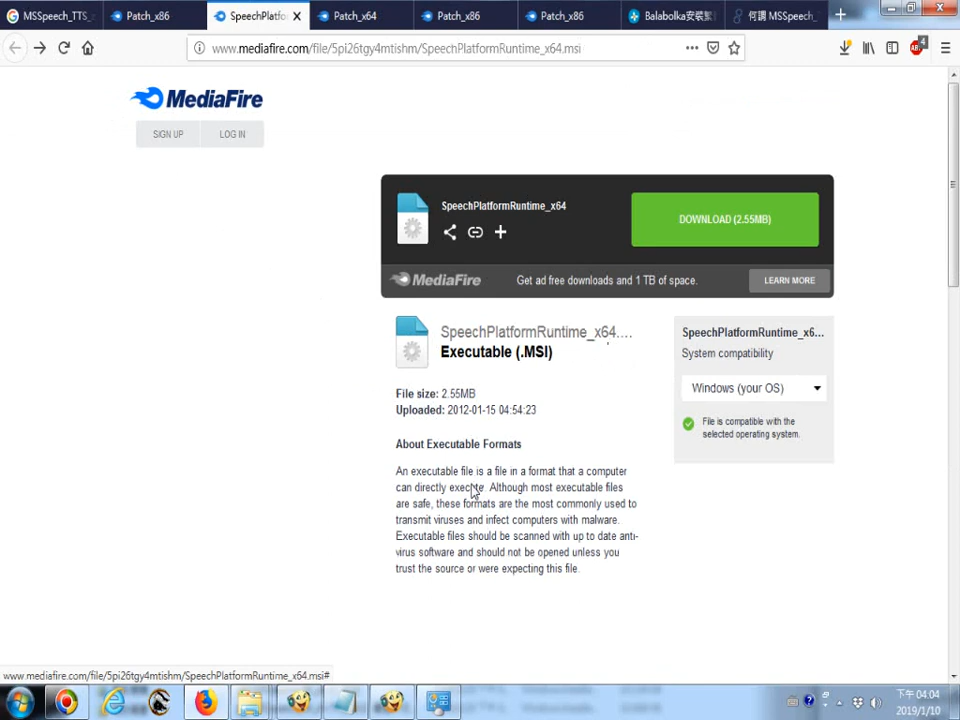 MSSpeech_TTS_
Patch_x86
SpeechPlatfo
Patch_x64
Patch_x86
Patch_x86
Balabolka安裝繁
何謂 MSSpeech_
www.mediafire.com/file/5pi26tgy4mtishm/SpeechPlatformRuntime_x64.msi
4
MediaFire
SIGN UP
LOG IN
SpeechPlatformRuntime_x64
DOWNLOAD (2.55MB)
MediaFire
Get ad free downloads and 1 TB of space.
LEARN MORE
SpeechPlatformRuntime_x64....
Executable (.MSI)
SpeechPlatformRuntime_x6...
System compatibility
Windows (your OS)
File is compatible with the
selected operating system.
File size: 2.55MB
Uploaded: 2012-01-15 04:54:23
About Executable Formats
An executable file is a file in a format that a computer
can directly execute. Although most executable files
are safe, these formats are the most commonly used to
transmit viruses and infect computers with malware.
Executable files should be scanned with up to date anti-
virus software and should not be opened unless you
trust the source or were expecting this file.
www.mediafire.com/file/5pi26tgy4mtishm/SpeechPlatformRuntime_x64.msi#
下午 04:04
2019/1/10